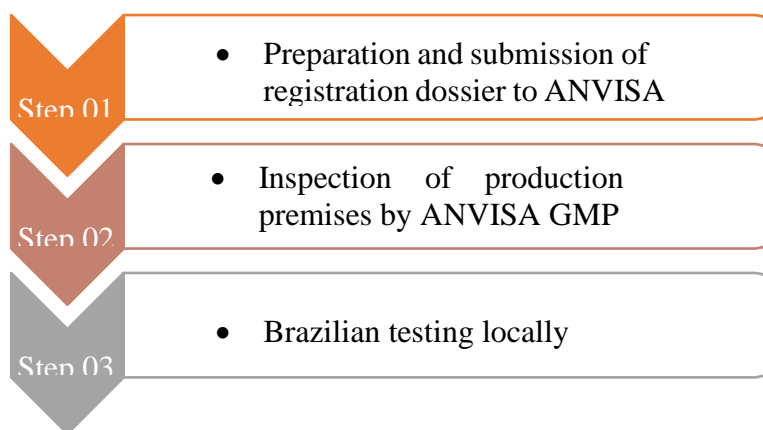 • Preparation and submission of
registration dossier to ANVISA
Step 01
• Inspection of production
premises by ANVISA GMP
Step 02
• Brazilian testing locally
Step 03